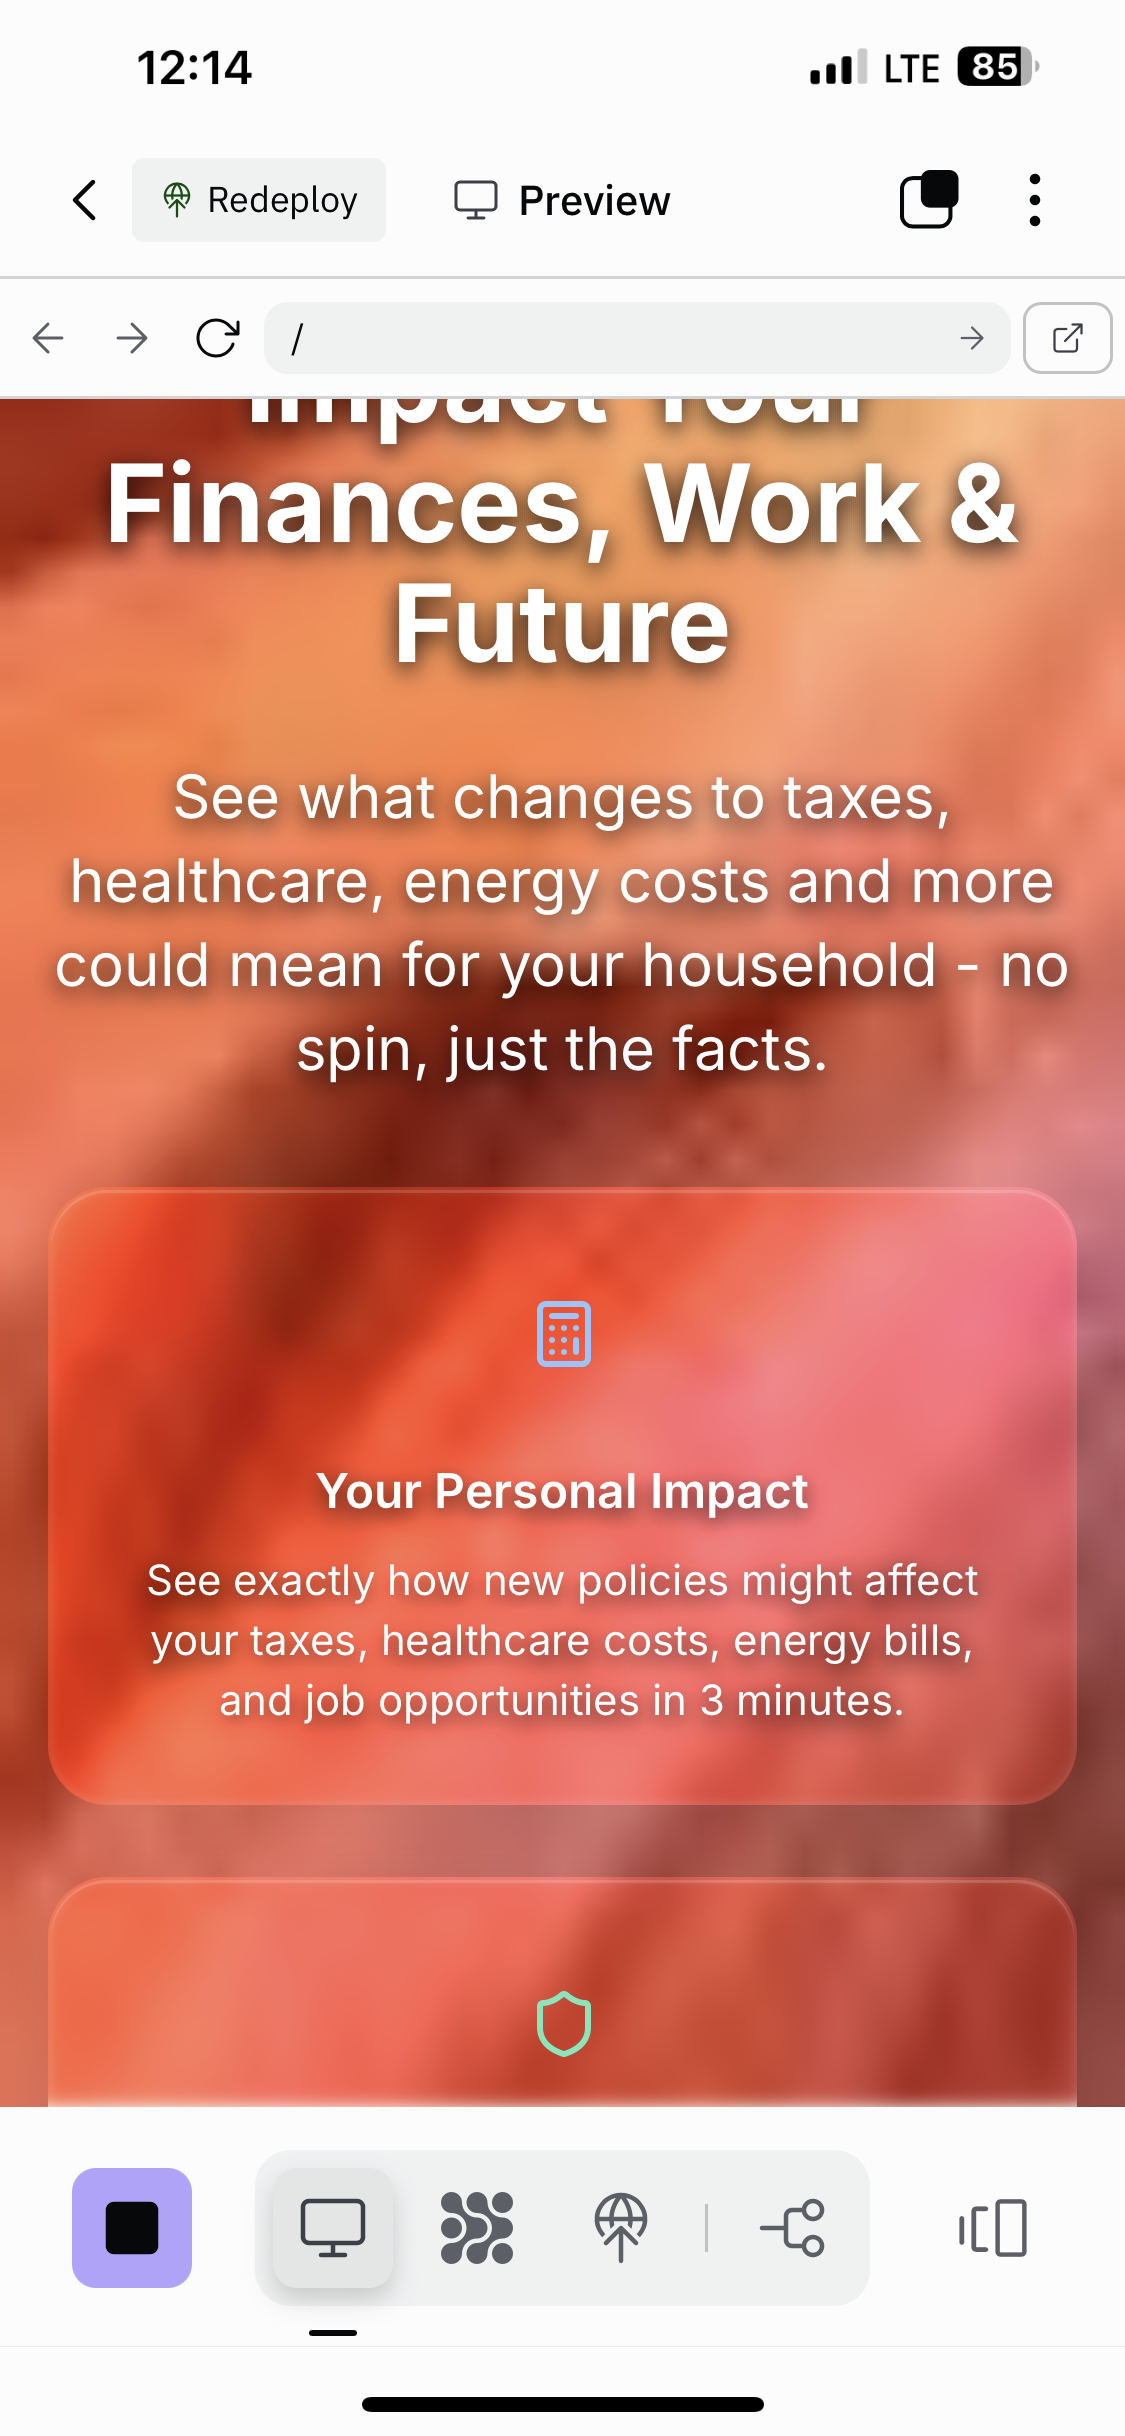 12:14
LTE 85
Redeploy
Preview
/
Impact Your
Finances, Work &
Future
See what changes to taxes,
healthcare, energy costs and more
could mean for your household - no
spin, just the facts.
Your Personal Impact
See exactly how new policies might affect
your taxes, healthcare costs, energy bills,
and job opportunities in 3 minutes.